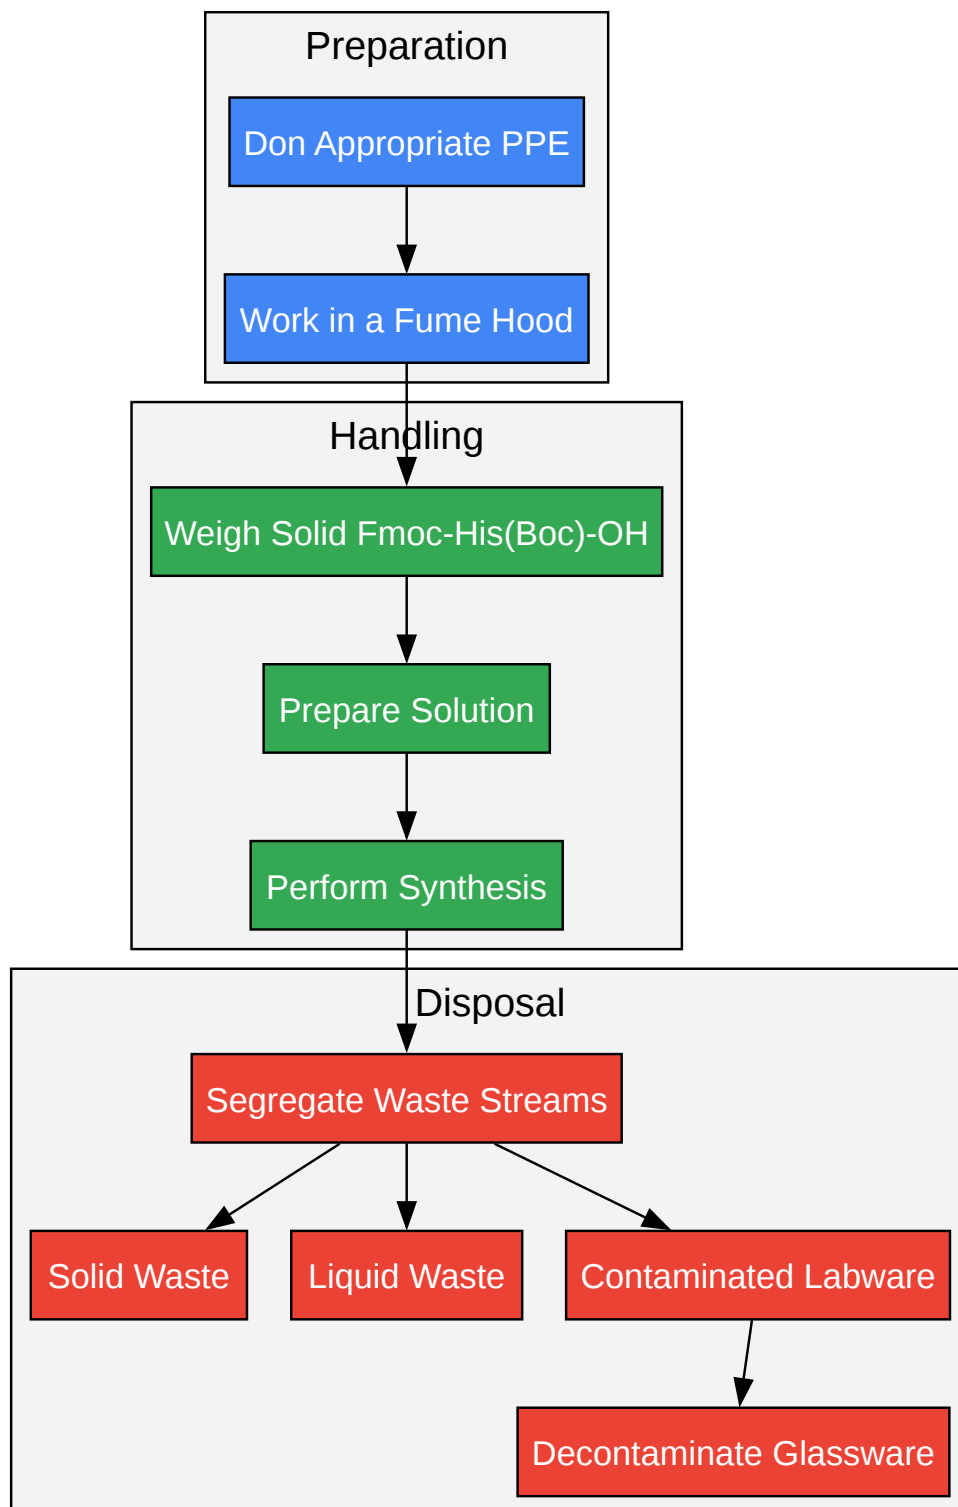 Preparation
Don Appropriate PPE
Work in a Fume Hood
Handling
Weigh Solid Fmoc-His(Boc)-OH
Prepare Solution
Perform Synthesis
Disposal
Segregate Waste Streams
Solid Waste
Liquid Waste
Contaminated Labware
Decontaminate Glassware